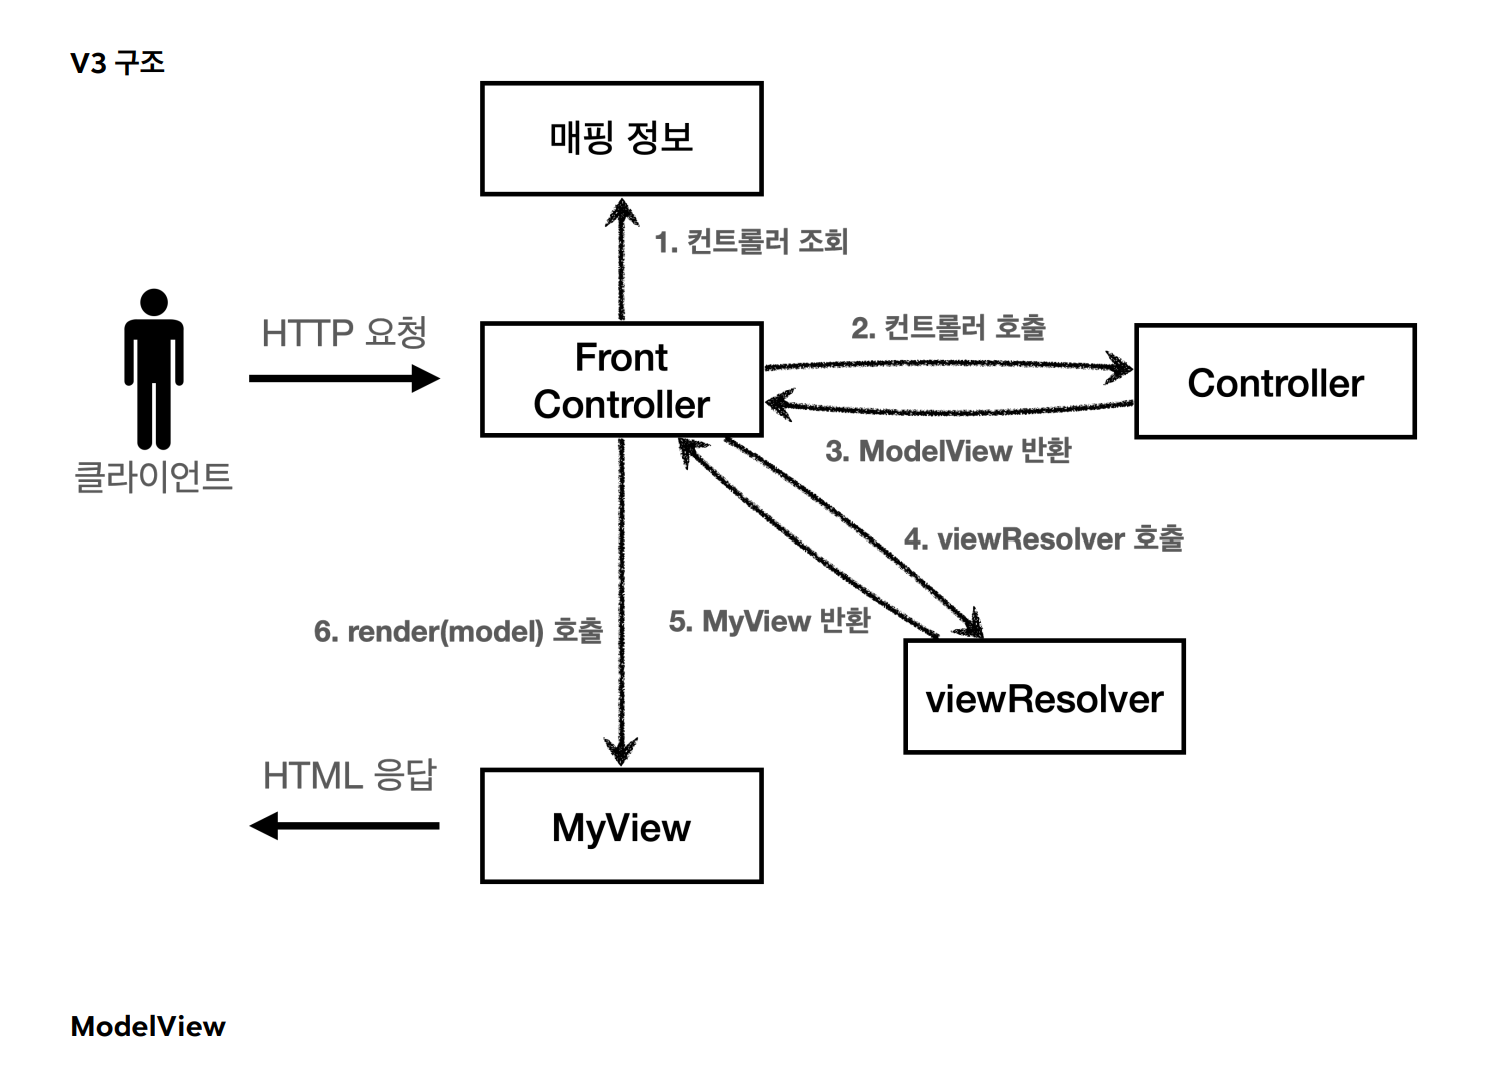 V3 구조
매핑 정보
1. 컨트롤러 조회
HTTP 요청
클라이언트
Front
Controller
2. 컨트롤러 호출
Controller
3. ModelView 반환
4. viewResolver 호출
5. MyView 반환
6. render(model) 호출
viewResolver
HTML 응답
MyView
ModelView